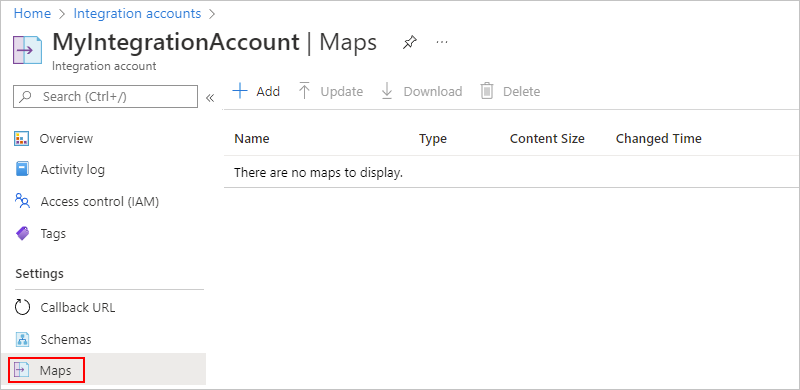 Home > Integration accounts >
MyIntegrationAccount | Maps ...
Integration account
Search (Ctrl+/) «
+ Add Update Download Delete
Overview
Activity log
Access control (IAM)
Tags
Settings
Callback URL
Schemas
Maps
Name Type Content Size Changed Time
There are no maps to display.